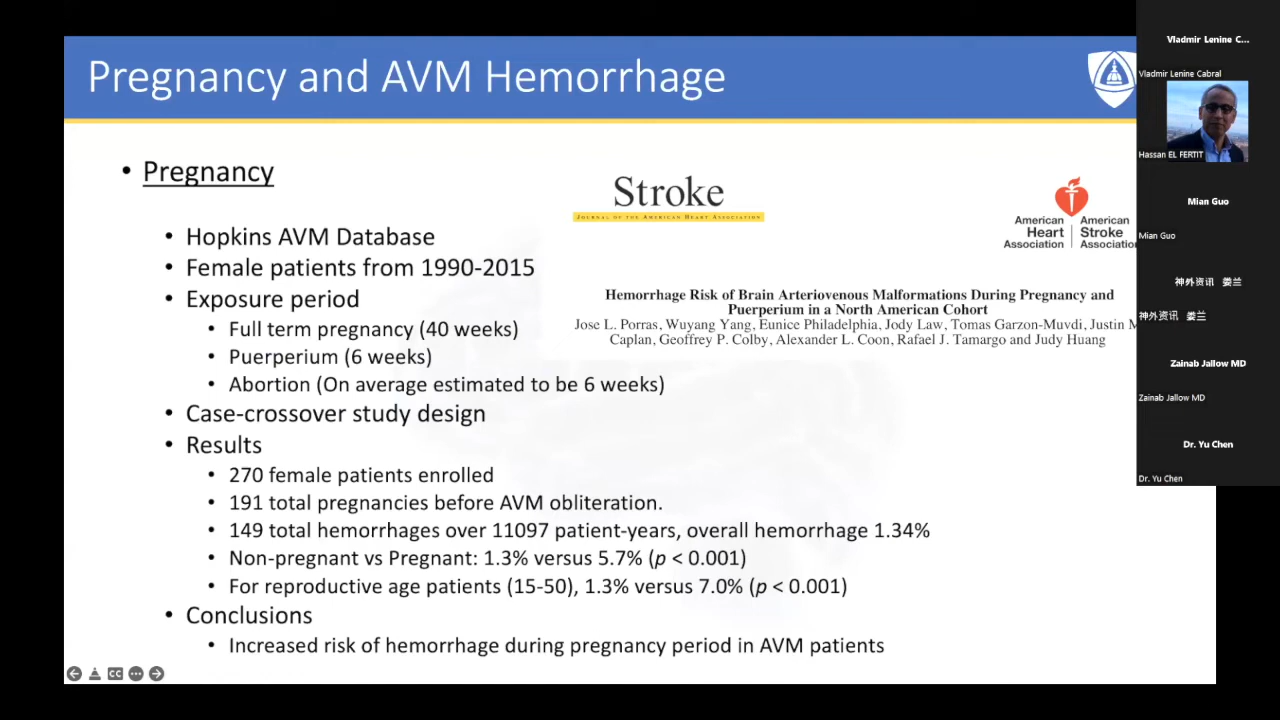 Pregnancy and AVM Hemorrhage
• Pregnancy
• Hopkins AVM Database
• Female patients from 1990-2015
• Exposure period
• Full term pregnancy (40 weeks)
• Puerperium (6 weeks)
• Abortion (On average estimated to be 6 weeks)
• Case-crossover study design
• Results
• 270 female patients enrolled
• 191 total pregnancies before AVM obliteration.
• 149 total hemorrhages over 11097 patient-years, overall hemorrhage 1.34%
• Non-pregnant vs Pregnant: 1.3% versus 5.7% (p < 0.001)
• For reproductive age patients (15-50), 1.3% versus 7.0% (p < 0.001)
• Conclusions
• Increased risk of hemorrhage during pregnancy period in AVM patients
Stroke
JOURNAL OF THE AMERICAN HEART ASSOCIATION
American Heart Association
American Stroke Associatio
Hemorrhage Risk of Brain Arteriovenous Malformations During Pregnancy and
Puerperium in a North American Cohort
Jose L. Porras, Wuyang Yang, Eunice Philadelphia, Jody Law, Tomas Garzon-Muvdi, Justin M
Caplan, Geoffrey P. Colby, Alexander L. Coon, Rafael J. Tamargo and Judy Huang
CC
Vladmir Lenine C...
Vladmir Lenine Cabral
Hassan EL FERTIT
Mian Guo
Mian Guo
神外资讯 娄兰
神外资讯 娄兰
Zainab Jallow MD
Zainab Jallow MD
Dr. Yu Chen
Dr. Yu Chen